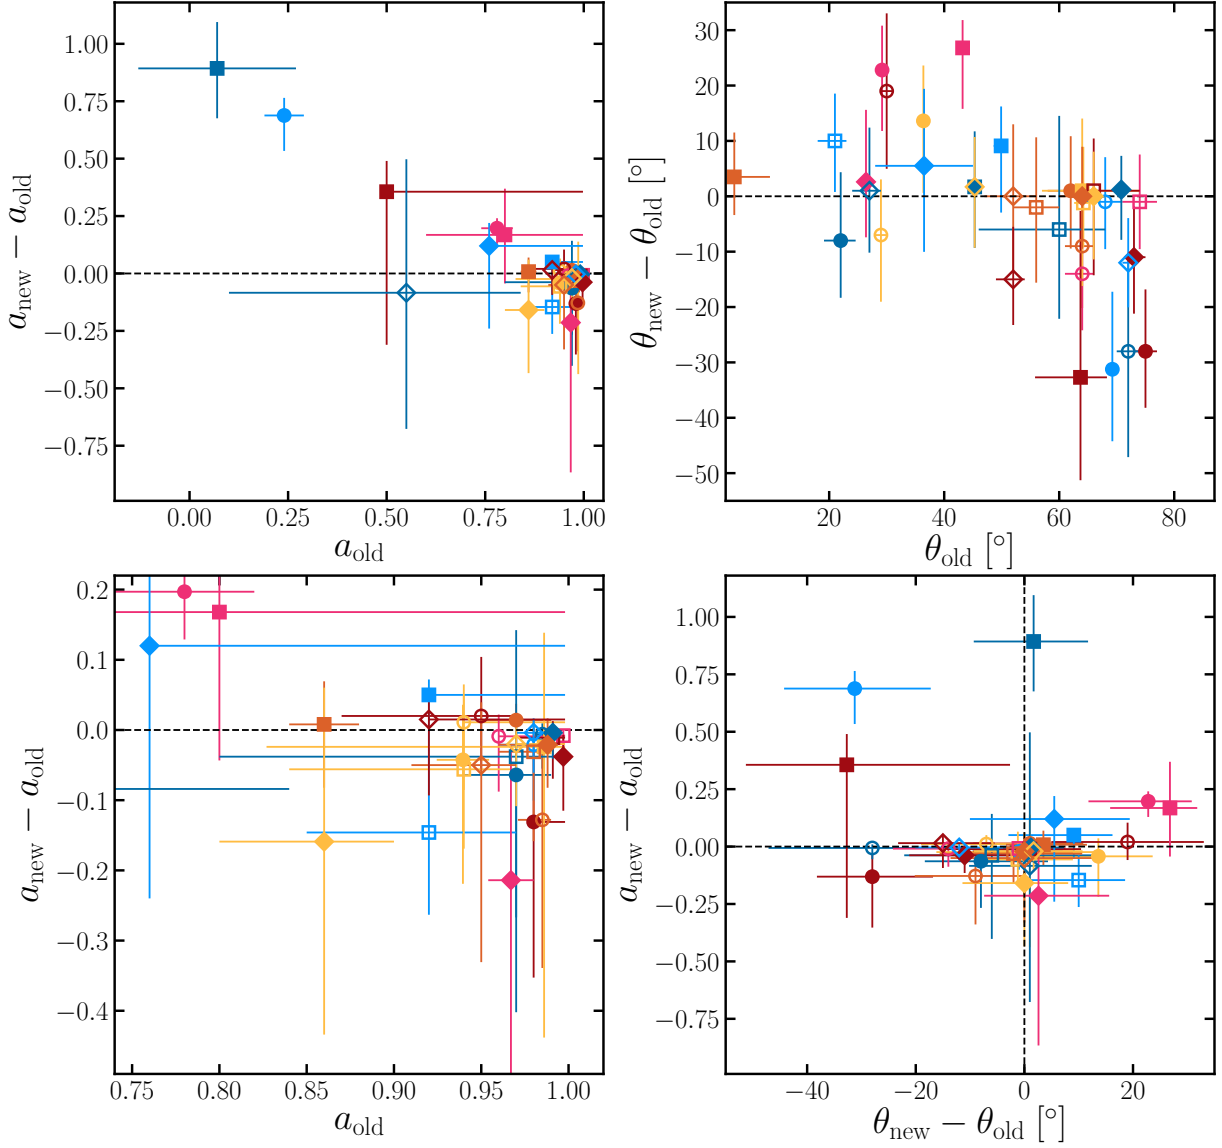 1.00
0.75
0.50
0.25
0.00
−0.25
−0.50
−0.75
a_new − a_old
0.00 0.25 0.50 0.75 1.00
a_old
30
20
10
0
−10
−20
−30
−40
−50
θ_new − θ_old [°]
20 40 60 80
θ_old [°]
0.2
0.1
0.0
−0.1
−0.2
−0.3
−0.4
a_new − a_old
0.75 0.80 0.85 0.90 0.95 1.00
a_old
1.00
0.75
0.50
0.25
0.00
−0.25
−0.50
−0.75
a_new − a_old
−40 −20 0 20
θ_new − θ_old [°]